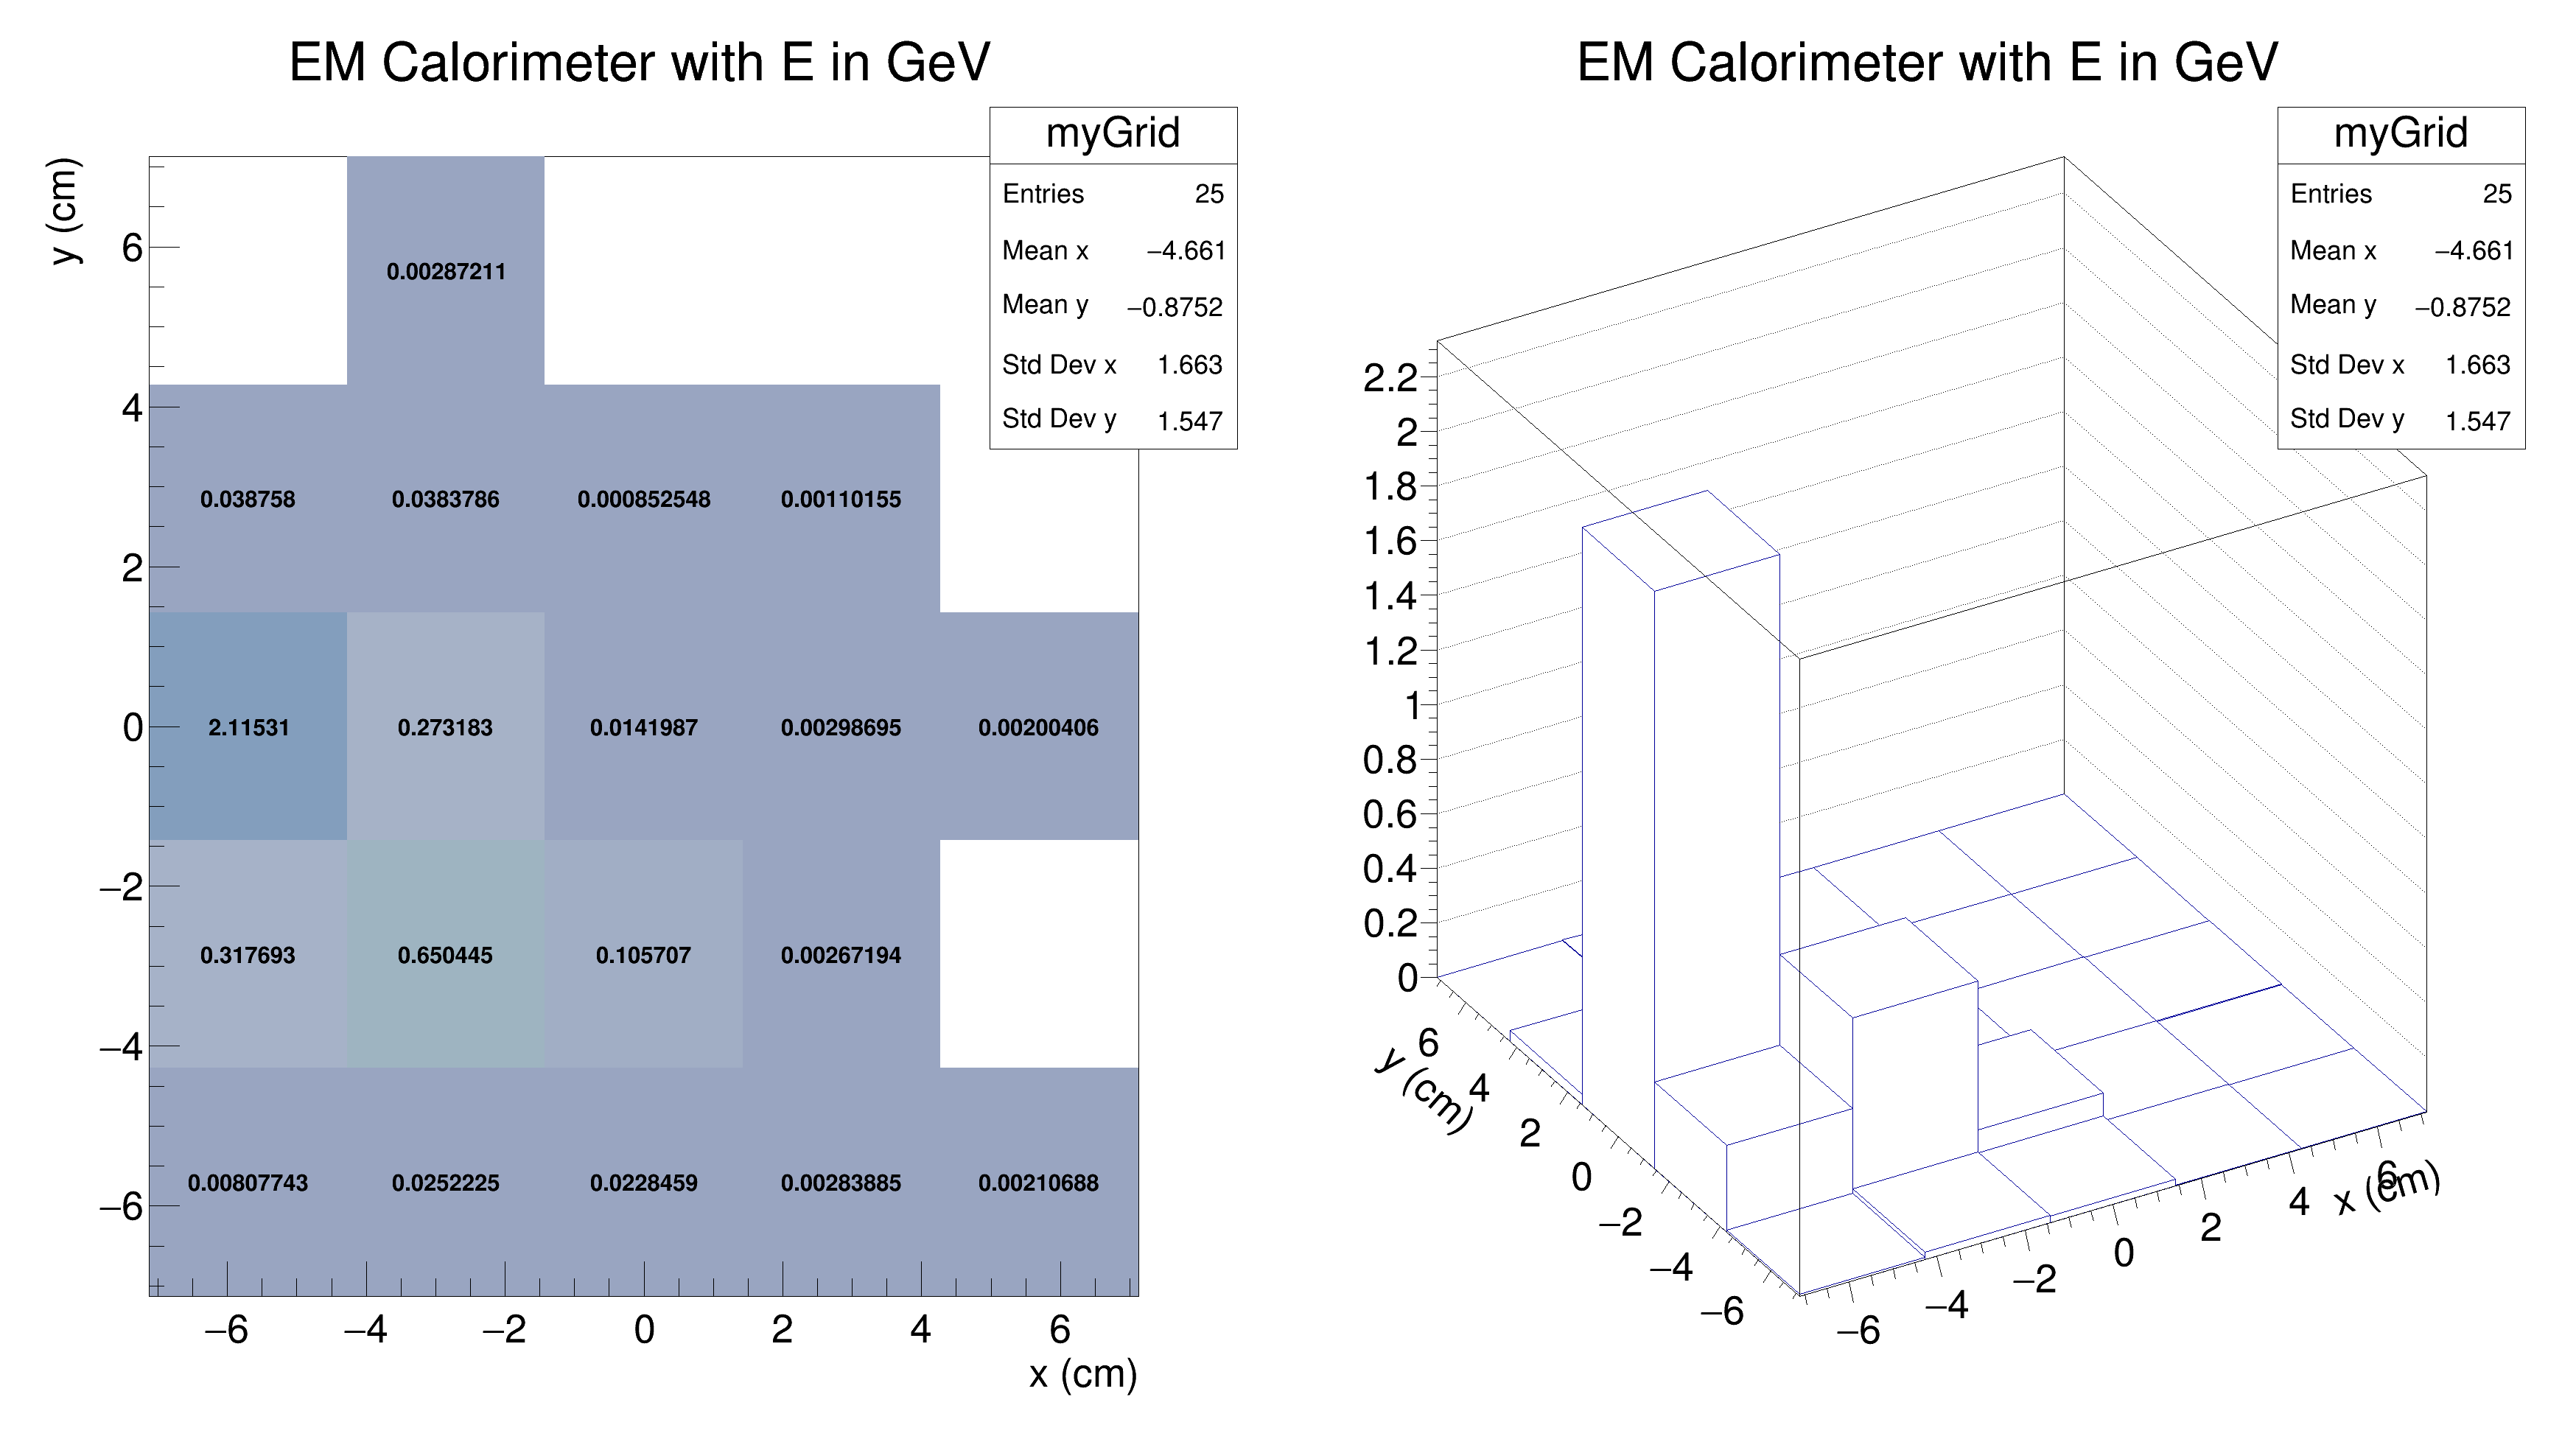 EM Calorimeter with E in GeV
myGrid
Entries 25
Mean x −4.661
Mean y −0.8752
Std Dev x 1.663
Std Dev y 1.547
y (cm)
6
4
2
0
−2
−4
−6
0.00287211
0.038758 0.0383786 0.000852548 0.00110155
2.11531 0.273183 0.0141987 0.00298695 0.00200406
0.317693 0.650445 0.105707 0.00267194
0.00807743 0.0252225 0.0228459 0.00283885 0.00210688
−6 −4 −2 0 2 4 6
x (cm)
EM Calorimeter with E in GeV
myGrid
Entries 25
Mean x −4.661
Mean y −0.8752
Std Dev x 1.663
Std Dev y 1.547
2.2
2
1.8
1.6
1.4
1.2
1
0.8
0.6
0.4
0.2
0
y (cm)
6
4
2
0
−2
−4
−6
−6 −4 −2 0 2 4 6
x (cm)